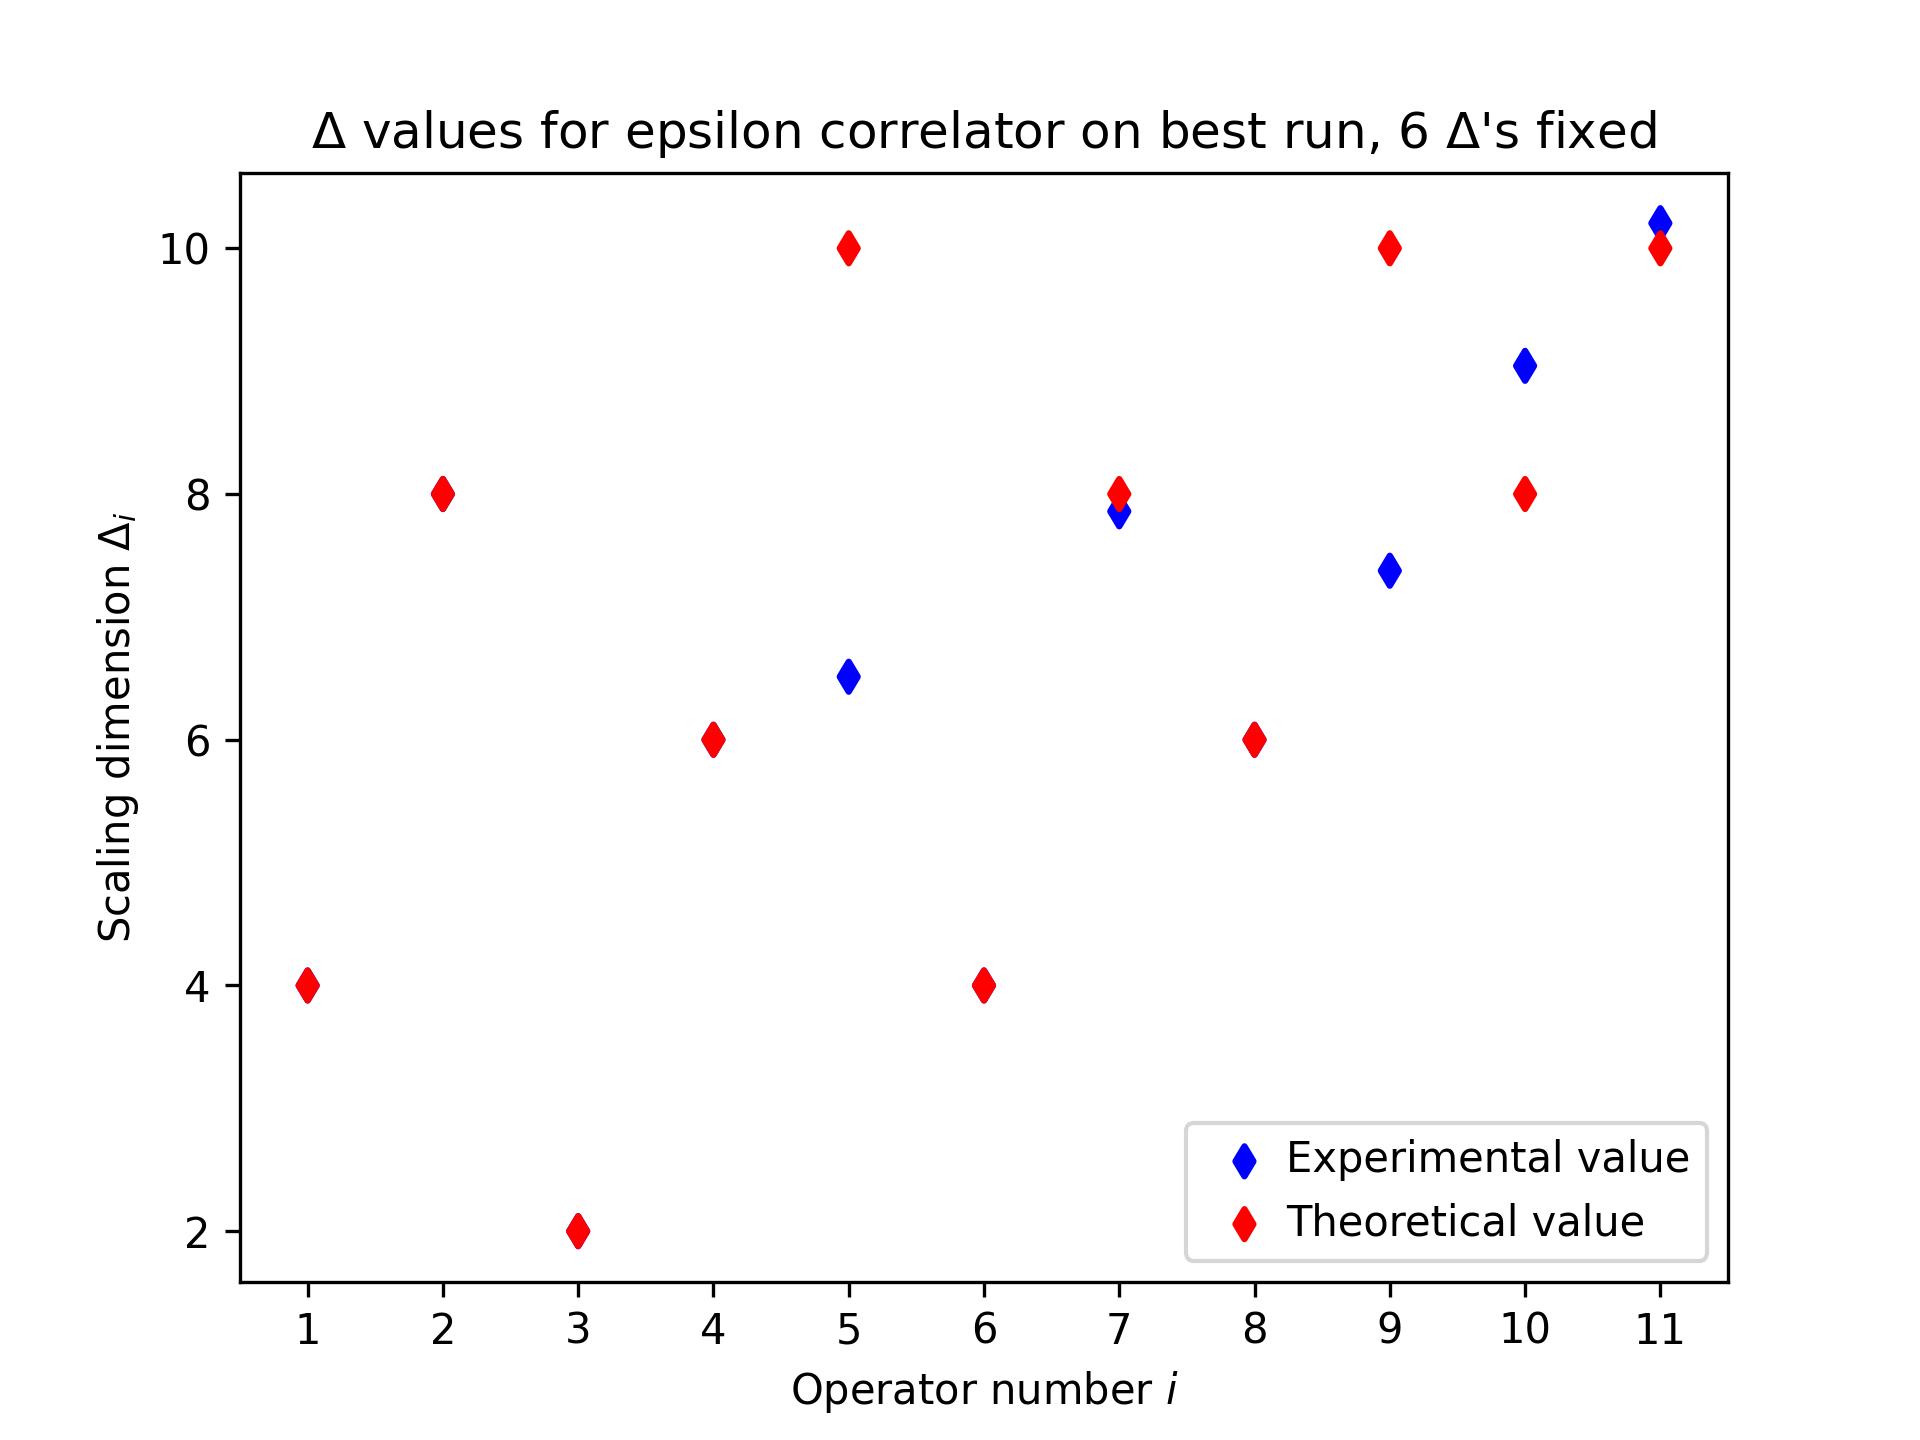 Δ values for epsilon correlator on best run, 6 Δ's fixed
10
8
6
4
2
Scaling dimension Δi
Experimental value
Theoretical value
1 2 3 4 5 6 7 8 9 10 11
Operator number i